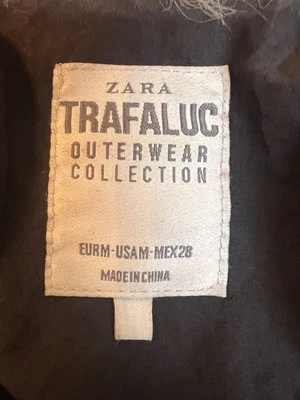 ZARA
TRAFALUC
OUTERWEAR
COLLECTION
EURM-USAM-MEX28
MADE IN CHINA